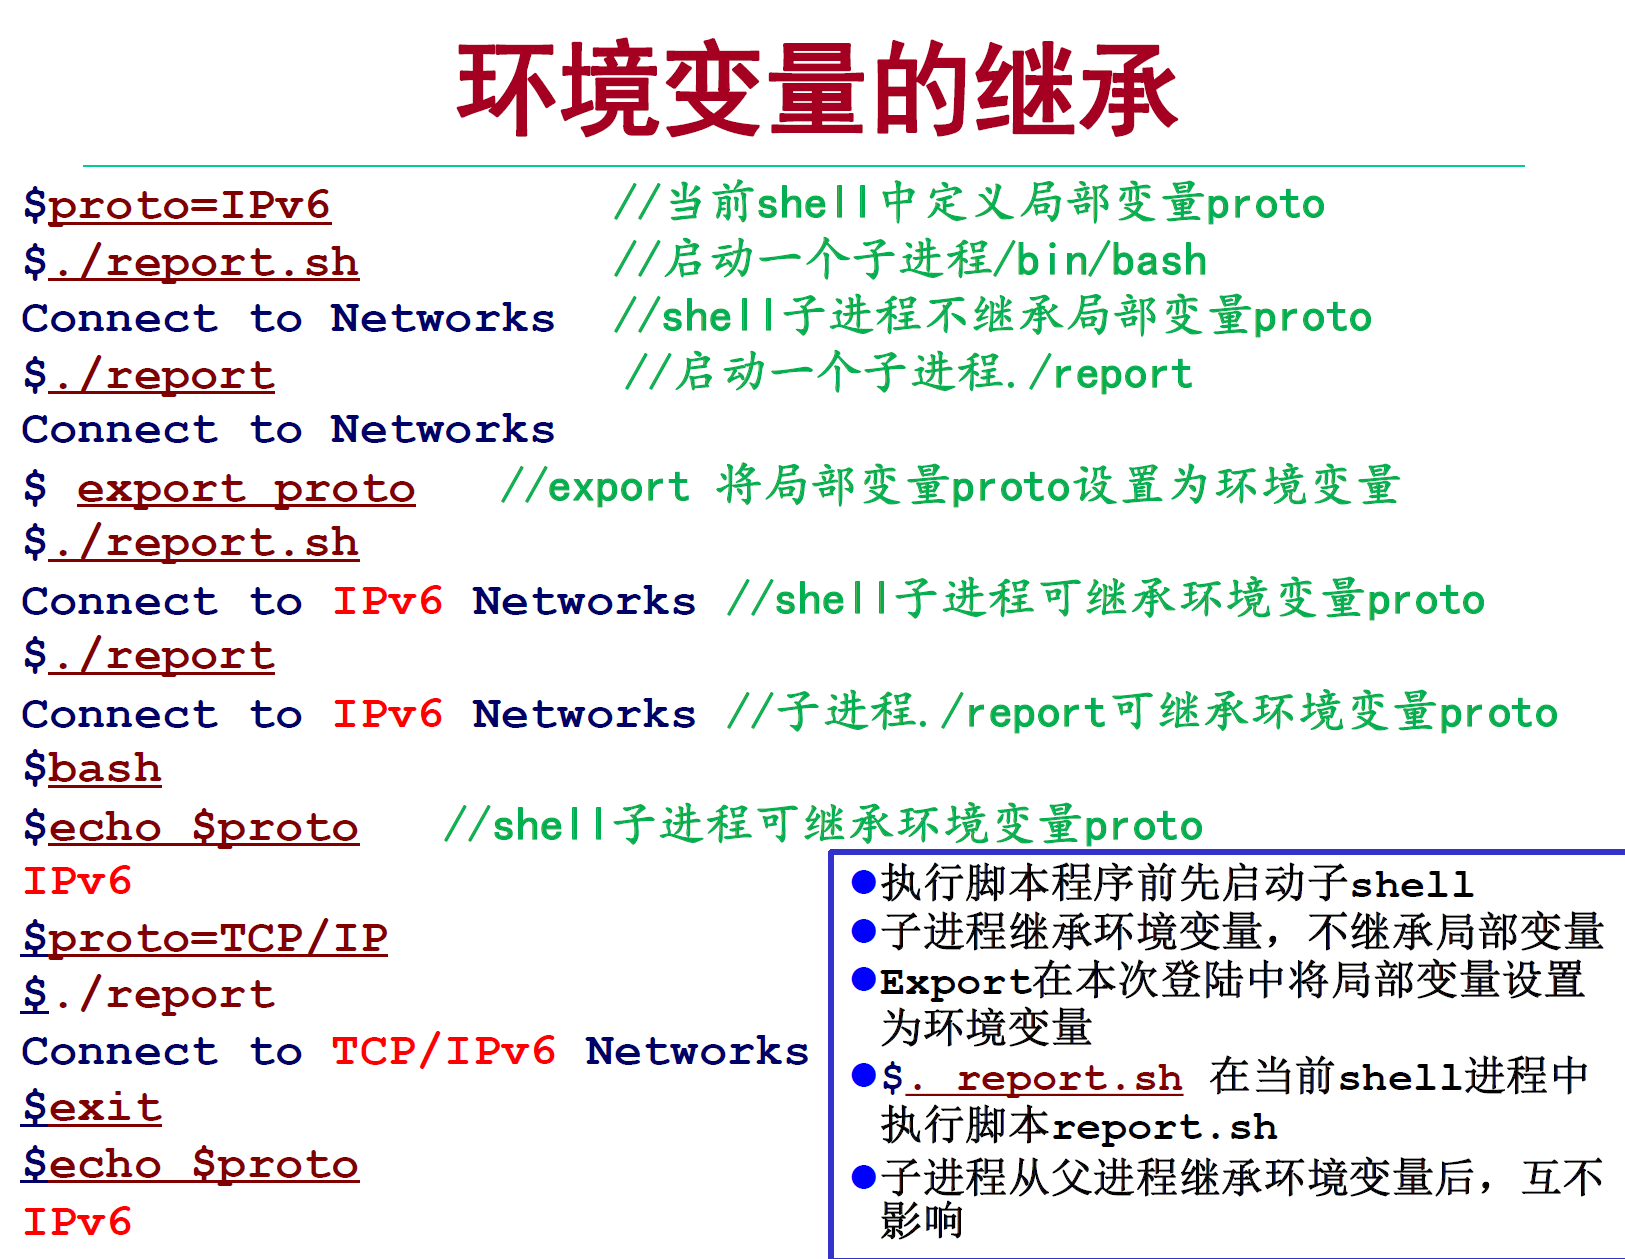 环境变量的继承
$proto=IPv6 //当前shell中定义局部变量proto
$./report.sh //启动一个子进程/bin/bash
Connect to Networks //shell子进程不继承局部变量proto
$./report //启动一个子进程./report
Connect to Networks
$ export proto //export 将局部变量proto设置为环境变量
$./report.sh
Connect to IPv6 Networks //shell子进程可继承环境变量proto
$./report
Connect to IPv6 Networks //子进程./report可继承环境变量proto
$bash
$echo $proto //shell子进程可继承环境变量proto
IPv6
$proto=TCP/IP
$./report
Connect to TCP/IPv6 Networks
$exit
$echo $proto
IPv6
●执行脚本程序前先启动子shell
●子进程继承环境变量，不继承局部变量
●Export在本次登陆中将局部变量设置
为环境变量
●$. report.sh 在当前shell进程中
执行脚本report.sh
●子进程从父进程继承环境变量后，互不
影响